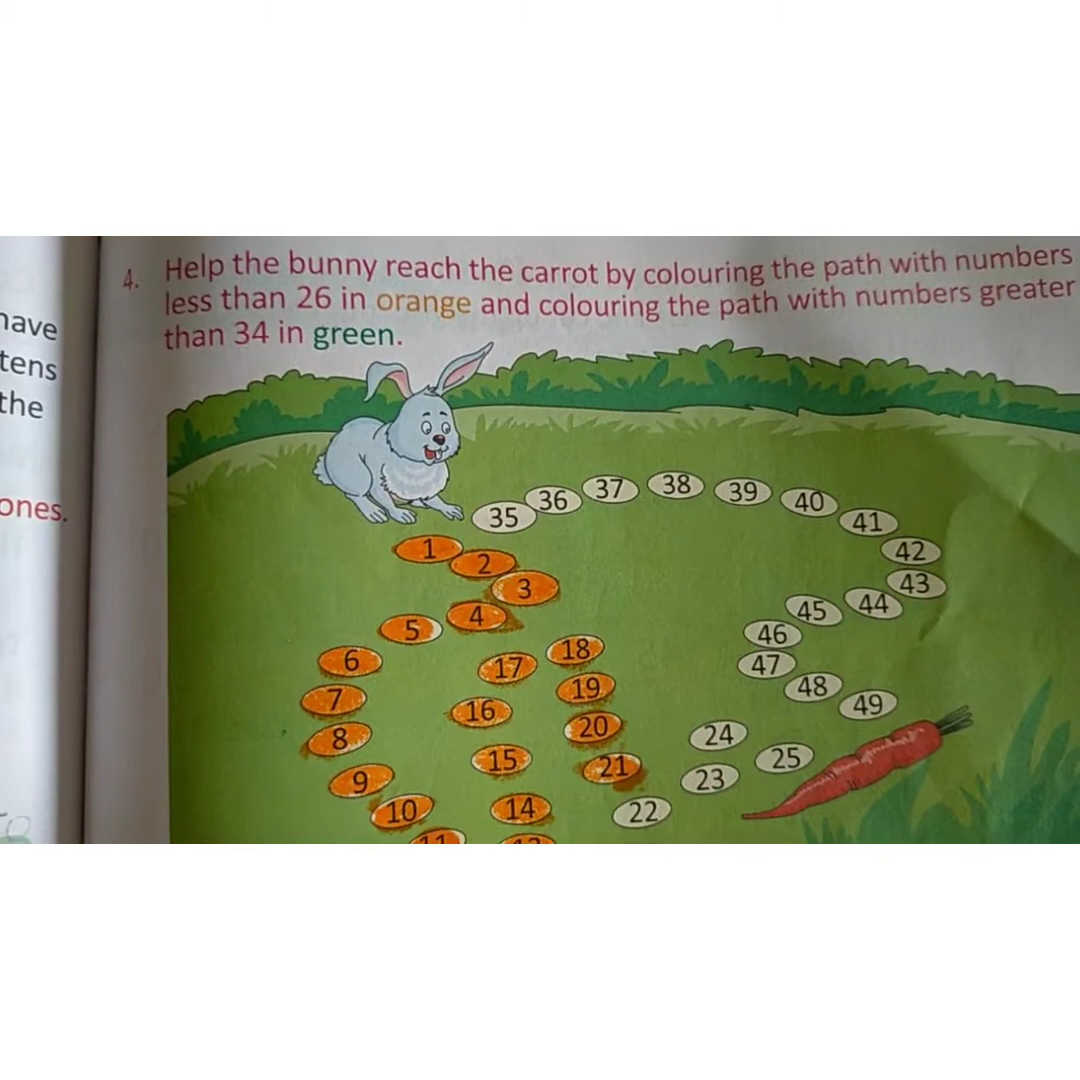 have
tens
the
ones.
4. Help the bunny reach the carrot by colouring the path with numbers
less than 26 in orange and colouring the path with numbers greater
than 34 in green.
35 36 37 38 39 40 41 42 43 44 45 46 47 48 49
1
2
3
4
5
6
7
8
9
10
11
14
15
16
17
18
19
20
21
22
23
24
25